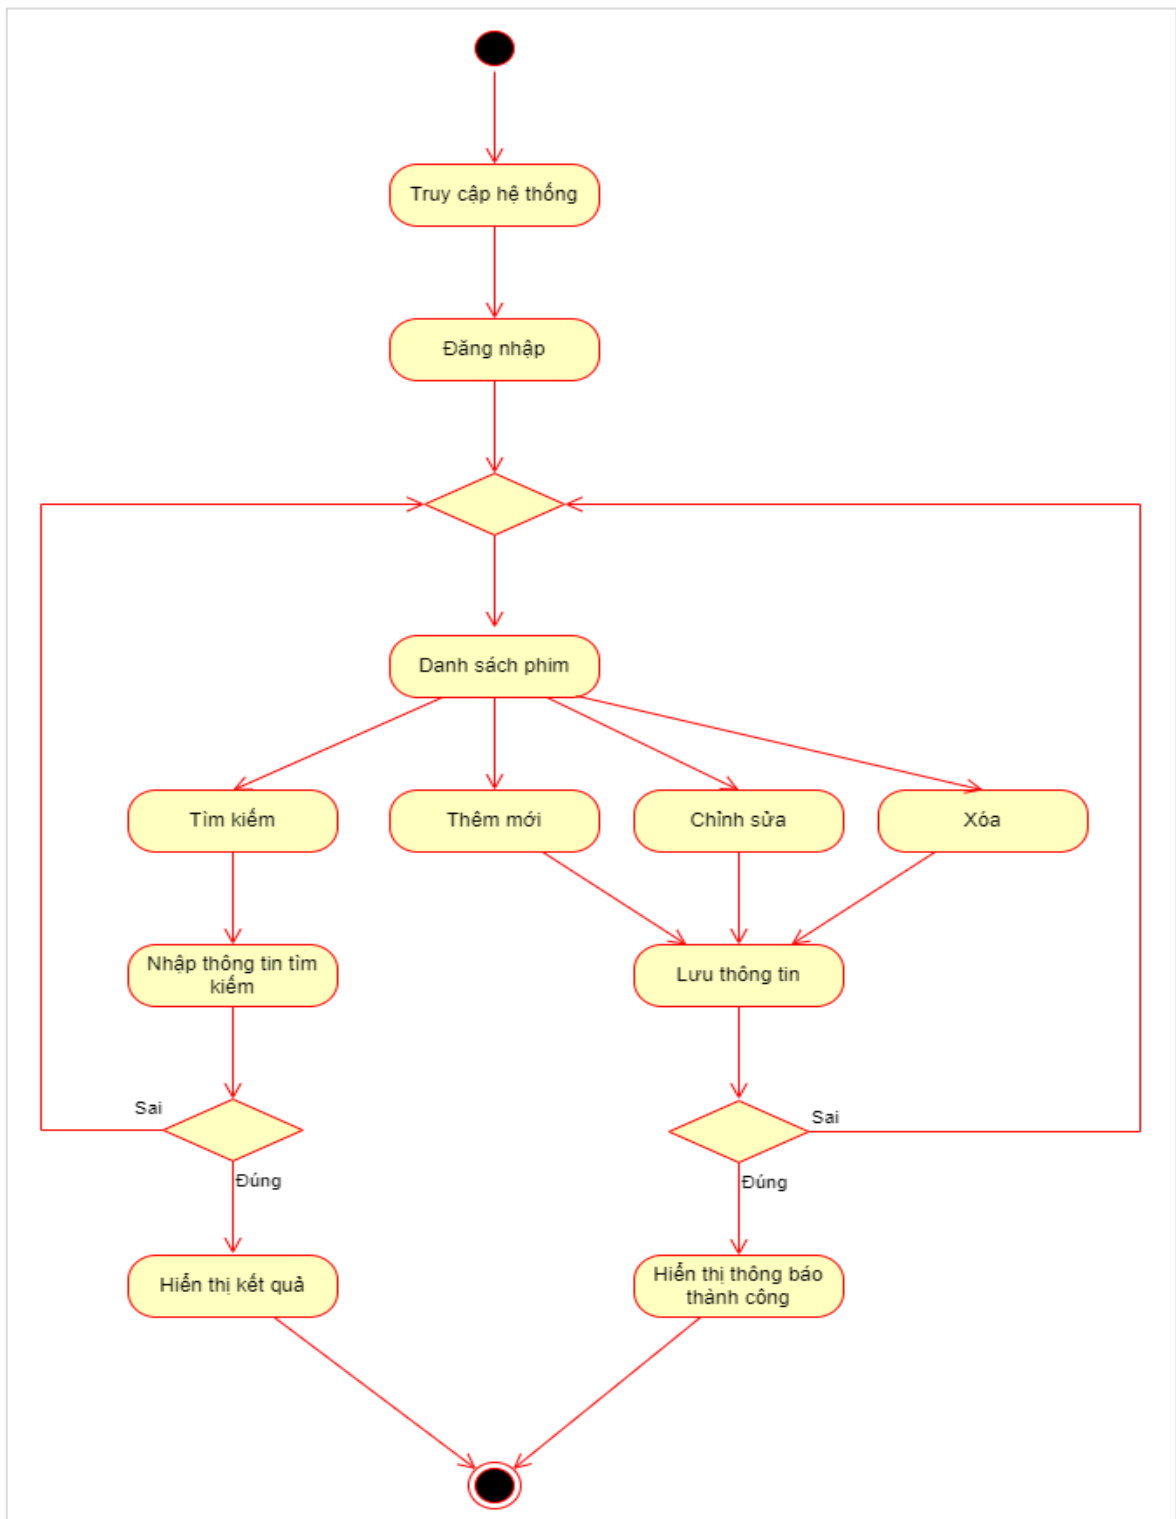 Truy cập hệ thống
Đăng nhập
Danh sách phim
Tìm kiếm
Thêm mới
Chỉnh sửa
Xóa
Nhập thông tin tìm
kiếm
Lưu thông tin
Sai
Sai
Đúng
Đúng
Hiển thị kết quả
Hiển thị thông báo
thành công